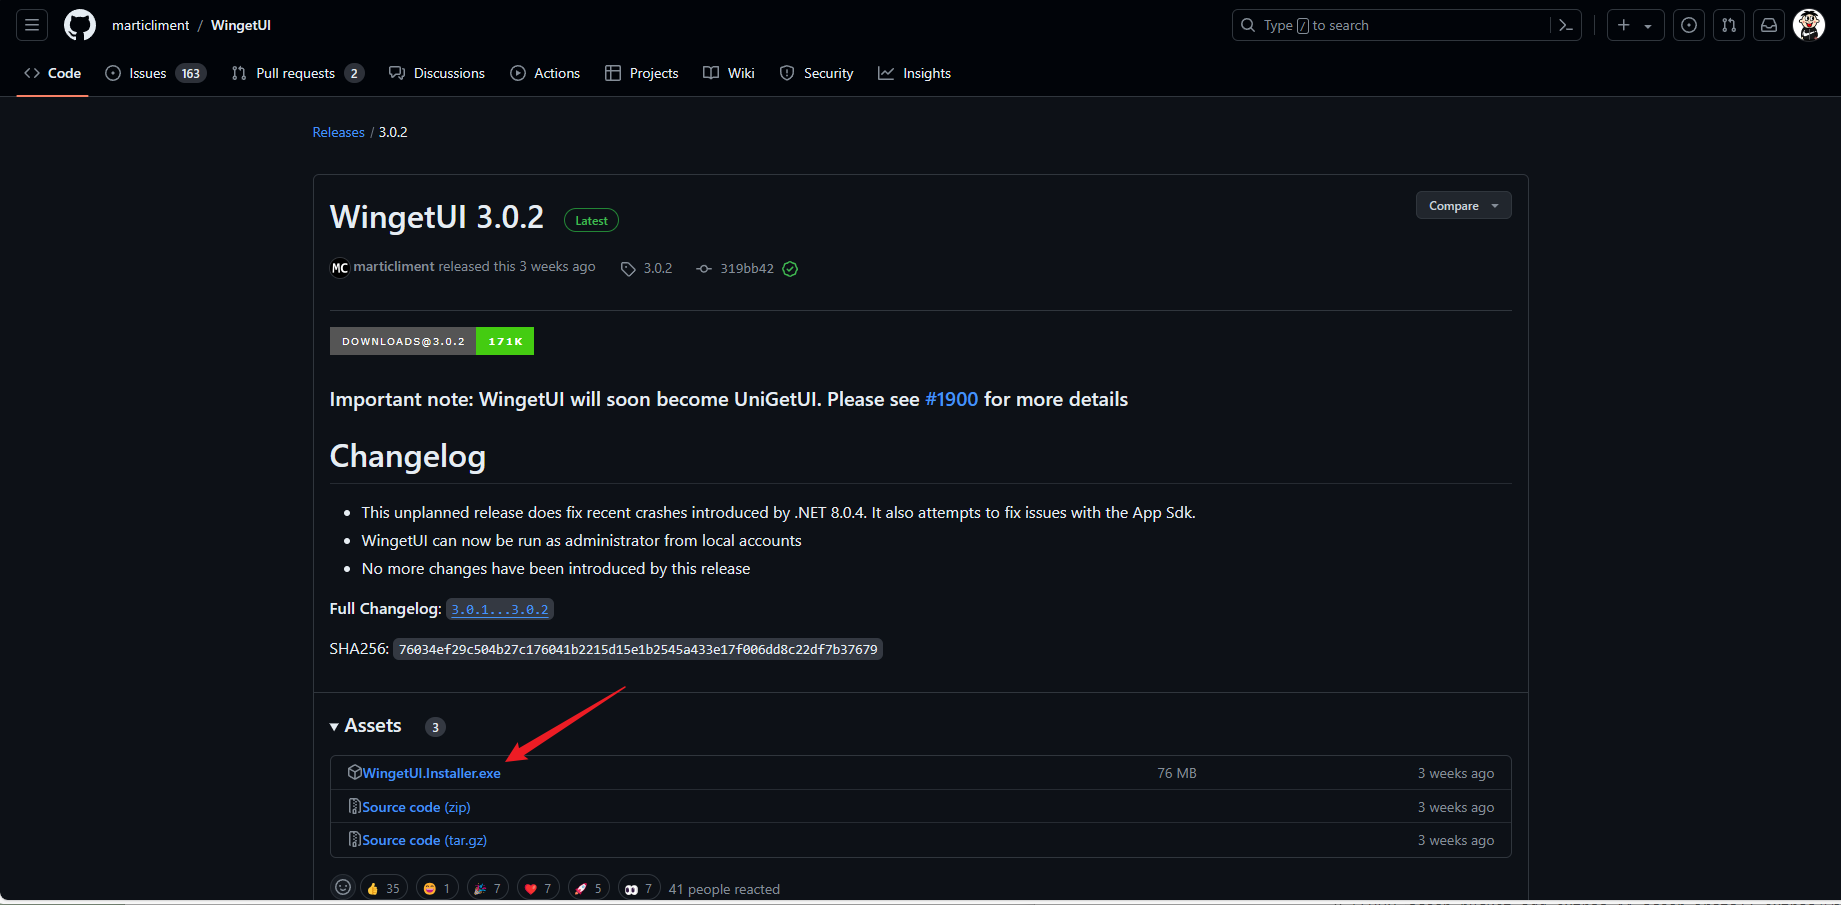 marticliment / WingetUI
Type / to search
Code
Issues 163
Pull requests 2
Discussions
Actions
Projects
Wiki
Security
Insights
Releases / 3.0.2
WingetUI 3.0.2 Latest
Compare
MC marticliment released this 3 weeks ago 3.0.2 319bb42
DOWNLOADS@3.0.2 171K
Important note: WingetUI will soon become UniGetUI. Please see #1900 for more details
Changelog
This unplanned release does fix recent crashes introduced by .NET 8.0.4. It also attempts to fix issues with the App Sdk.
WingetUI can now be run as administrator from local accounts
No more changes have been introduced by this release
Full Changelog: 3.0.1...3.0.2
SHA256: 76034ef29c504b27c176041b2215d15e1b2545a433e17f006dd8c22df7b37679
Assets 3
WingetUI.Installer.exe 76 MB 3 weeks ago
Source code (zip) 3 weeks ago
Source code (tar.gz) 3 weeks ago
35 1 7 7 5 7 41 people reacted